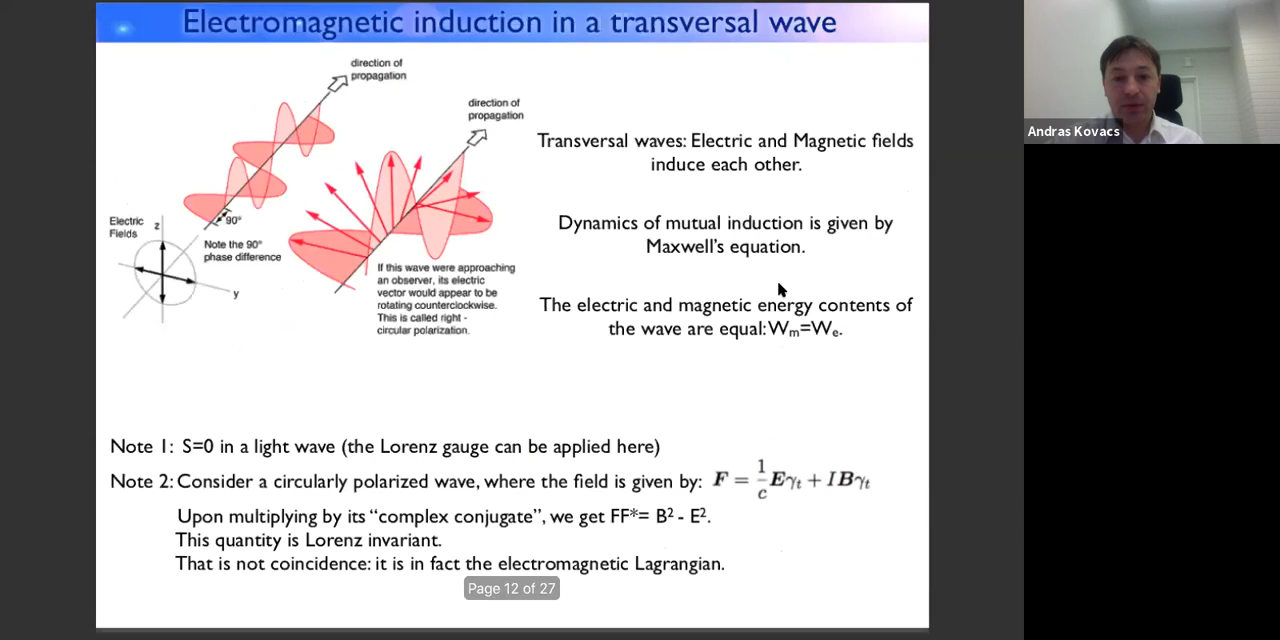 Electromagnetic induction in a transversal wave
direction of
propagation
direction of
propagation
Electric
Fields
z
90°
Note the 90°
phase difference
y
If this wave were approaching
an observer, its electric
vector would appear to be
rotating counterclockwise.
This is called right -
circular polarization.
Transversal waves: Electric and Magnetic fields
induce each other.
Dynamics of mutual induction is given by
Maxwell's equation.
The electric and magnetic energy contents of
the wave are equal: Wₘ=Wₑ.
Note 1: S=0 in a light wave (the Lorenz gauge can be applied here)
Note 2: Consider a circularly polarized wave, where the field is given by: F = 1/c Eγₜ + IBγₜ
Upon multiplying by its "complex conjugate", we get FF*= B² - E².
This quantity is Lorenz invariant.
That is not coincidence: it is in fact the electromagnetic Lagrangian.
Page 12 of 27
Andras Kovacs